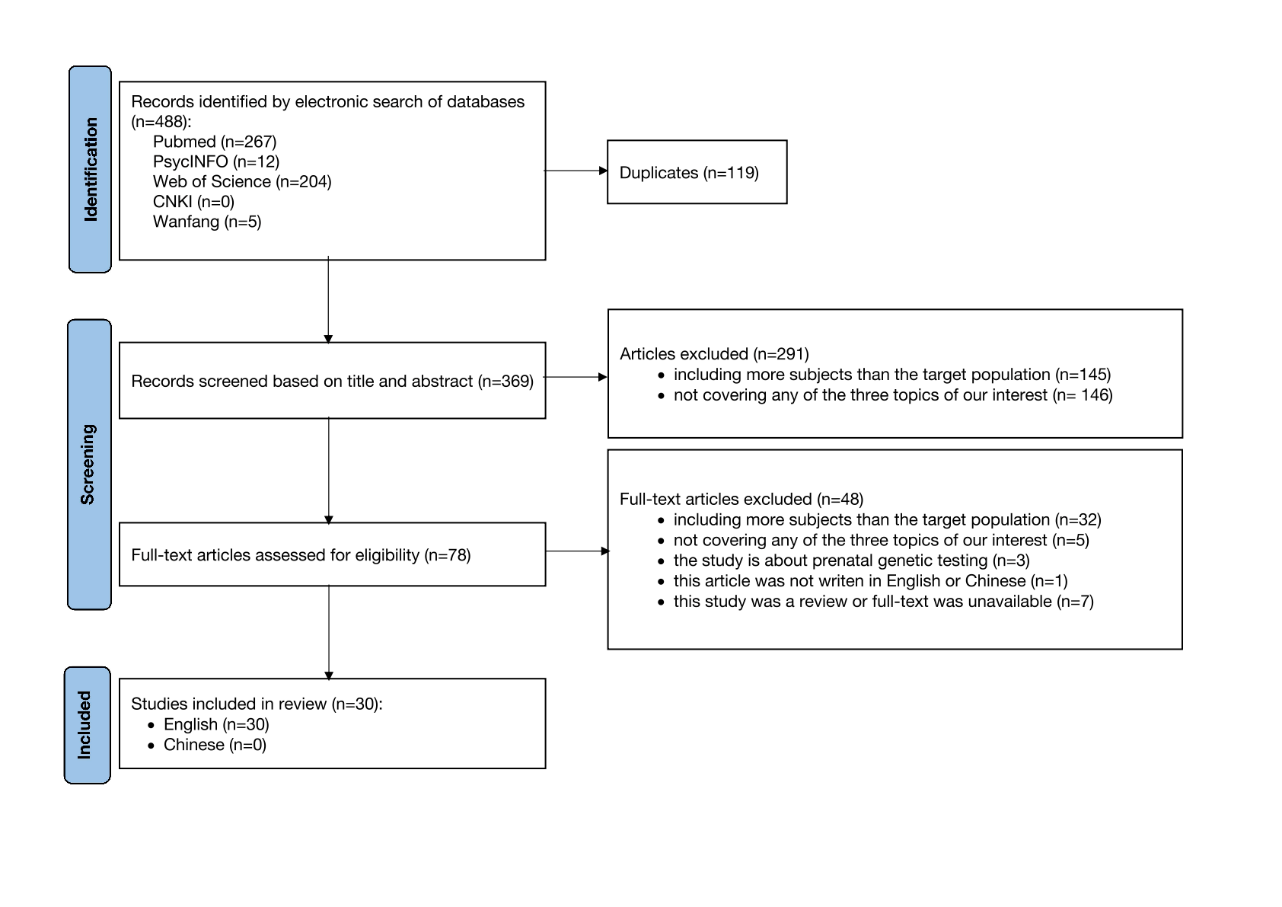 Identification
Records identified by electronic search of databases
(n=488):
Pubmed (n=267)
PsycINFO (n=12)
Web of Science (n=204)
CNKI (n=0)
Wanfang (n=5)
Duplicates (n=119)
Screening
Records screened based on title and abstract (n=369)
Articles excluded (n=291)
• including more subjects than the target population (n=145)
• not covering any of the three topics of our interest (n= 146)
Full-text articles assessed for eligibility (n=78)
Full-text articles excluded (n=48)
• including more subjects than the target population (n=32)
• not covering any of the three topics of our interest (n=5)
• the study is about prenatal genetic testing (n=3)
• this article was not writen in English or Chinese (n=1)
• this study was a review or full-text was unavailable (n=7)
Included
Studies included in review (n=30):
• English (n=30)
• Chinese (n=0)